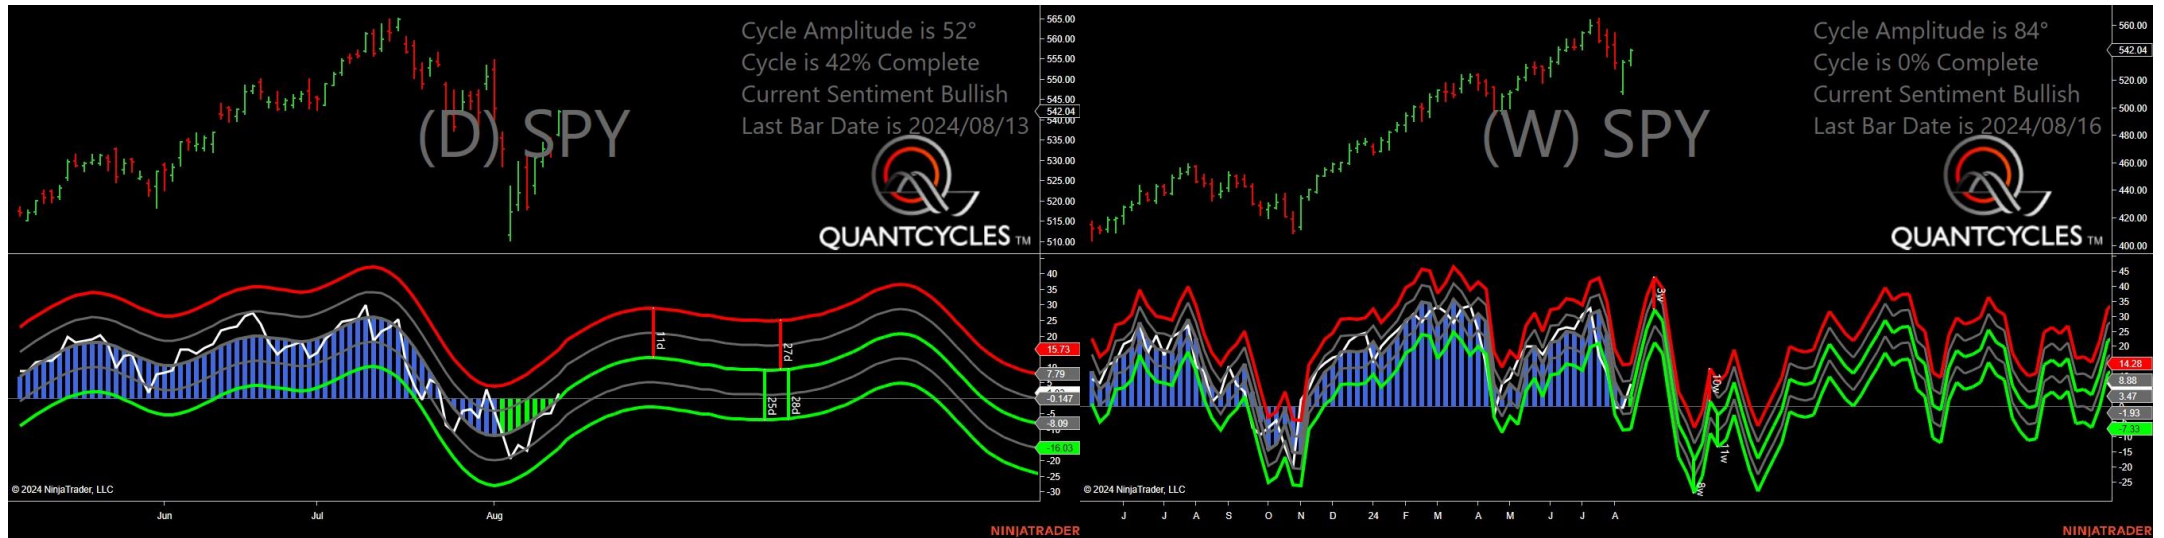 Cycle Amplitude is 52°
Cycle is 42% Complete
Current Sentiment Bullish
Last Bar Date is 2024/08/13
(D) SPY
QUANTCYCLES TM
565.00
560.00
555.00
550.00
545.00
542.04
540.00
535.00
530.00
525.00
520.00
515.00
510.00
40
35
30
25
20
15.73
7.79
-0.147
-5
-8.09
-10
-16.03
-20
-25
-30
11d
27d
25d
28d
© 2024 NinjaTrader, LLC
Jun
Jul
Aug
NINJATRADER
Cycle Amplitude is 84°
Cycle is 0% Complete
Current Sentiment Bullish
Last Bar Date is 2024/08/16
(W) SPY
QUANTCYCLES TM
560.00
542.04
520.00
500.00
480.00
460.00
440.00
420.00
400.00
45
40
35
30
25
20
14.28
8.88
3.47
-1.93
-7.33
-10
-15
-20
-25
3w
10w
11w
8w
© 2024 NinjaTrader, LLC
J
J
A
S
O
N
D
24
F
M
A
M
J
J
A
NINJATRADER